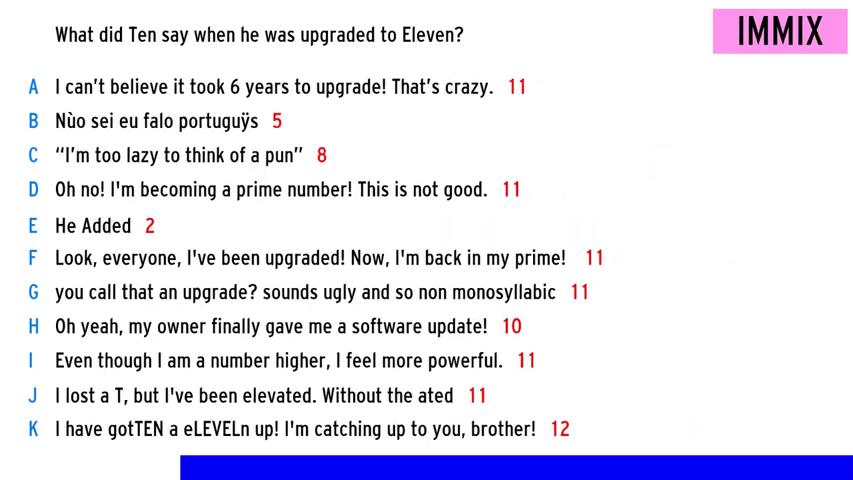 What did Ten say when he was upgraded to Eleven?
IMMIX
A I can't believe it took 6 years to upgrade! That's crazy. 11
B Nùo sei eu falo portuguÿs 5
C “I'm too lazy to think of a pun” 8
D Oh no! I'm becoming a prime number! This is not good. 11
E He Added 2
F Look, everyone, I've been upgraded! Now, I'm back in my prime! 11
G you call that an upgrade? sounds ugly and so non monosyllabic 11
H Oh yeah, my owner finally gave me a software update! 10
I Even though I am a number higher, I feel more powerful. 11
J I lost a T, but I've been elevated. Without the ated 11
K I have gotTEN a eLEVELn up! I'm catching up to you, brother! 12